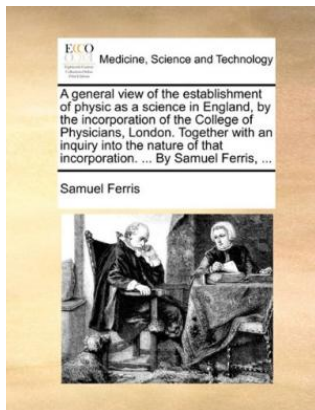 ECCO
Medicine, Science and Technology
A general view of the establishment
of physic as a science in England, by
the incorporation of the College of
Physicians, London. Together with an
inquiry into the nature of that
incorporation. ... By Samuel Ferris, ...
Samuel Ferris